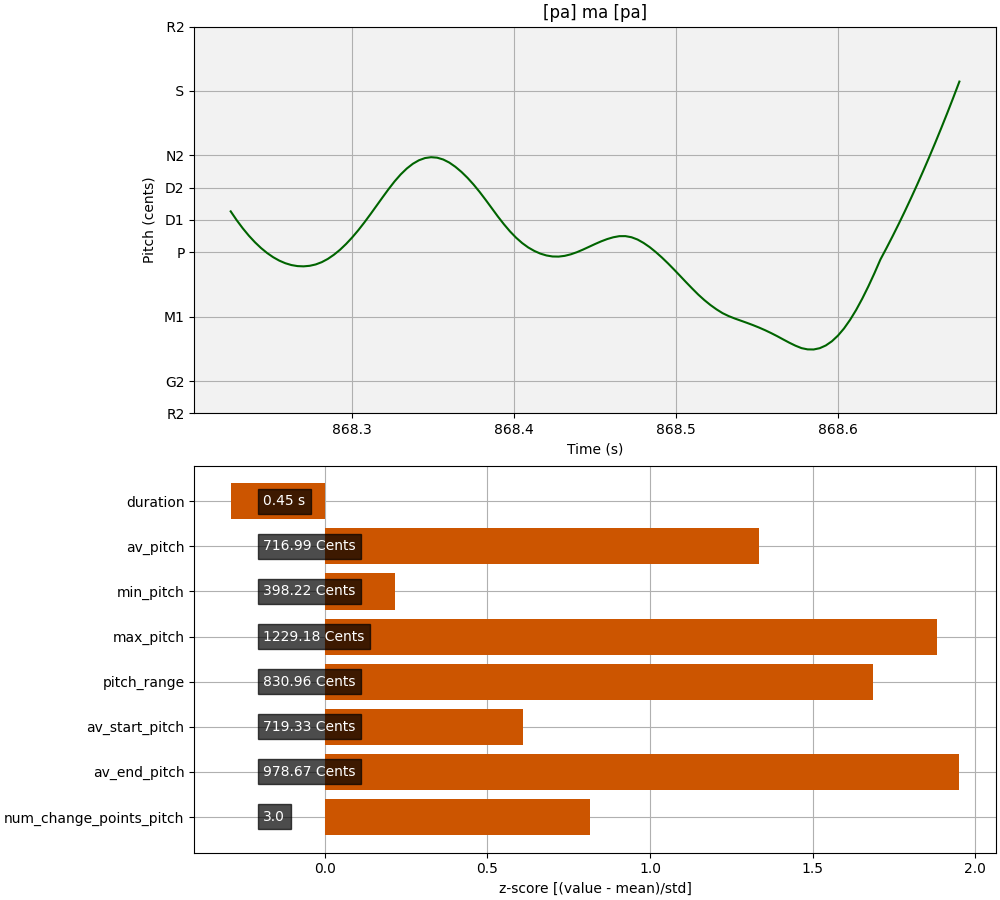 [pa] ma [pa]
R2
S
N2
D2
D1
P
M1
G2
R2
Pitch (cents)
868.3 868.4 868.5 868.6
Time (s)
duration 0.45 s
av_pitch 716.99 Cents
min_pitch 398.22 Cents
max_pitch 1229.18 Cents
pitch_range 830.96 Cents
av_start_pitch 719.33 Cents
av_end_pitch 978.67 Cents
num_change_points_pitch 3.0
0.0 0.5 1.0 1.5 2.0
z-score [(value - mean)/std]